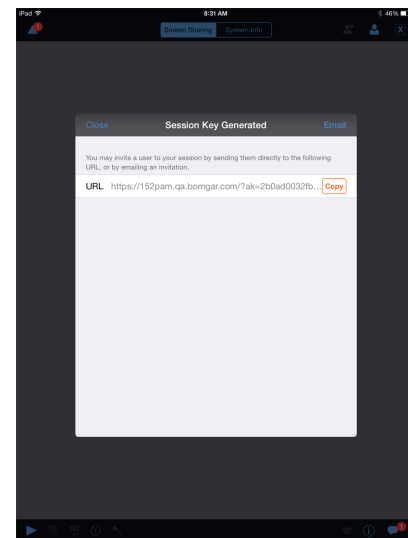 iPad 8:31 AM 46%
1
Screen Sharing System Info X
Close Session Key Generated Email
You may invite a user to your session by sending them directly to the following
URL, or by emailing an invitation.
URL https://152pam.qa.bomgar.com/?ak=2b0ad0032fb... Copy
1